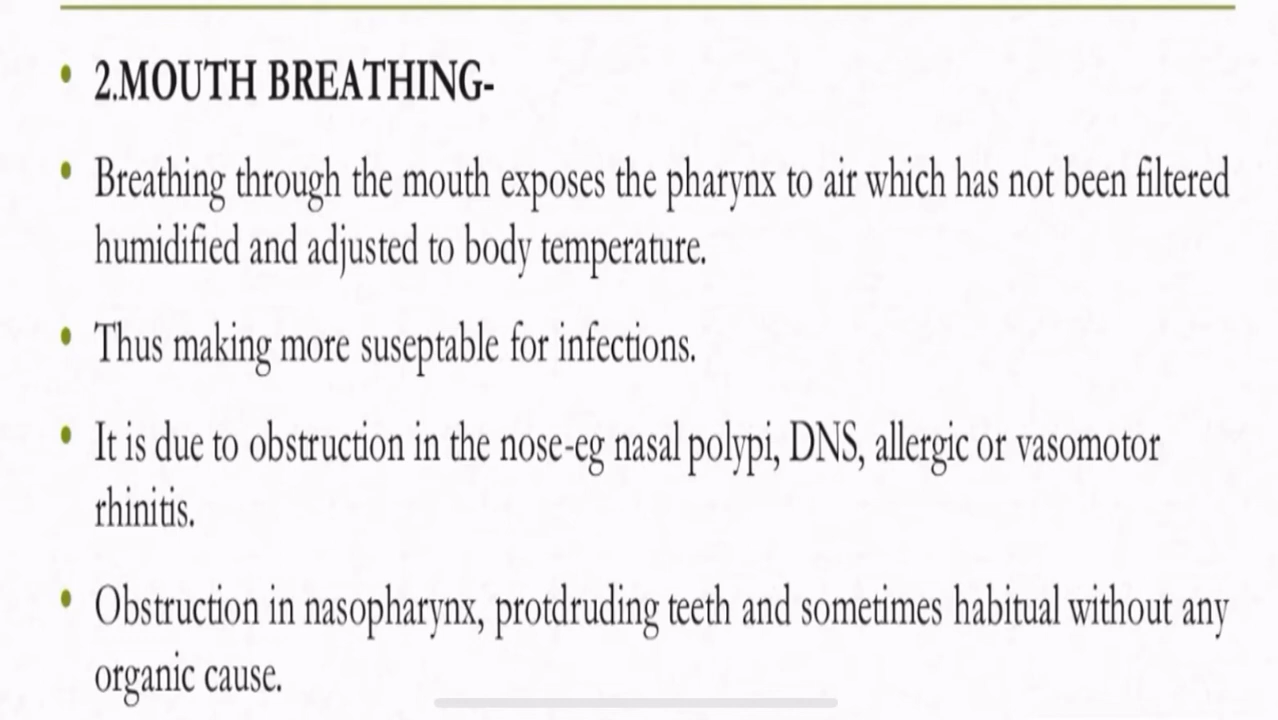 • 2.MOUTH BREATHING-
• Breathing through the mouth exposes the pharynx to air which has not been filtered
humidified and adjusted to body temperature.
• Thus making more suseptable for infections.
• It is due to obstruction in the nose-eg nasal polypi, DNS, allergic or vasomotor
rhinitis.
• Obstruction in nasopharynx, protdruding teeth and sometimes habitual without any
organic cause.